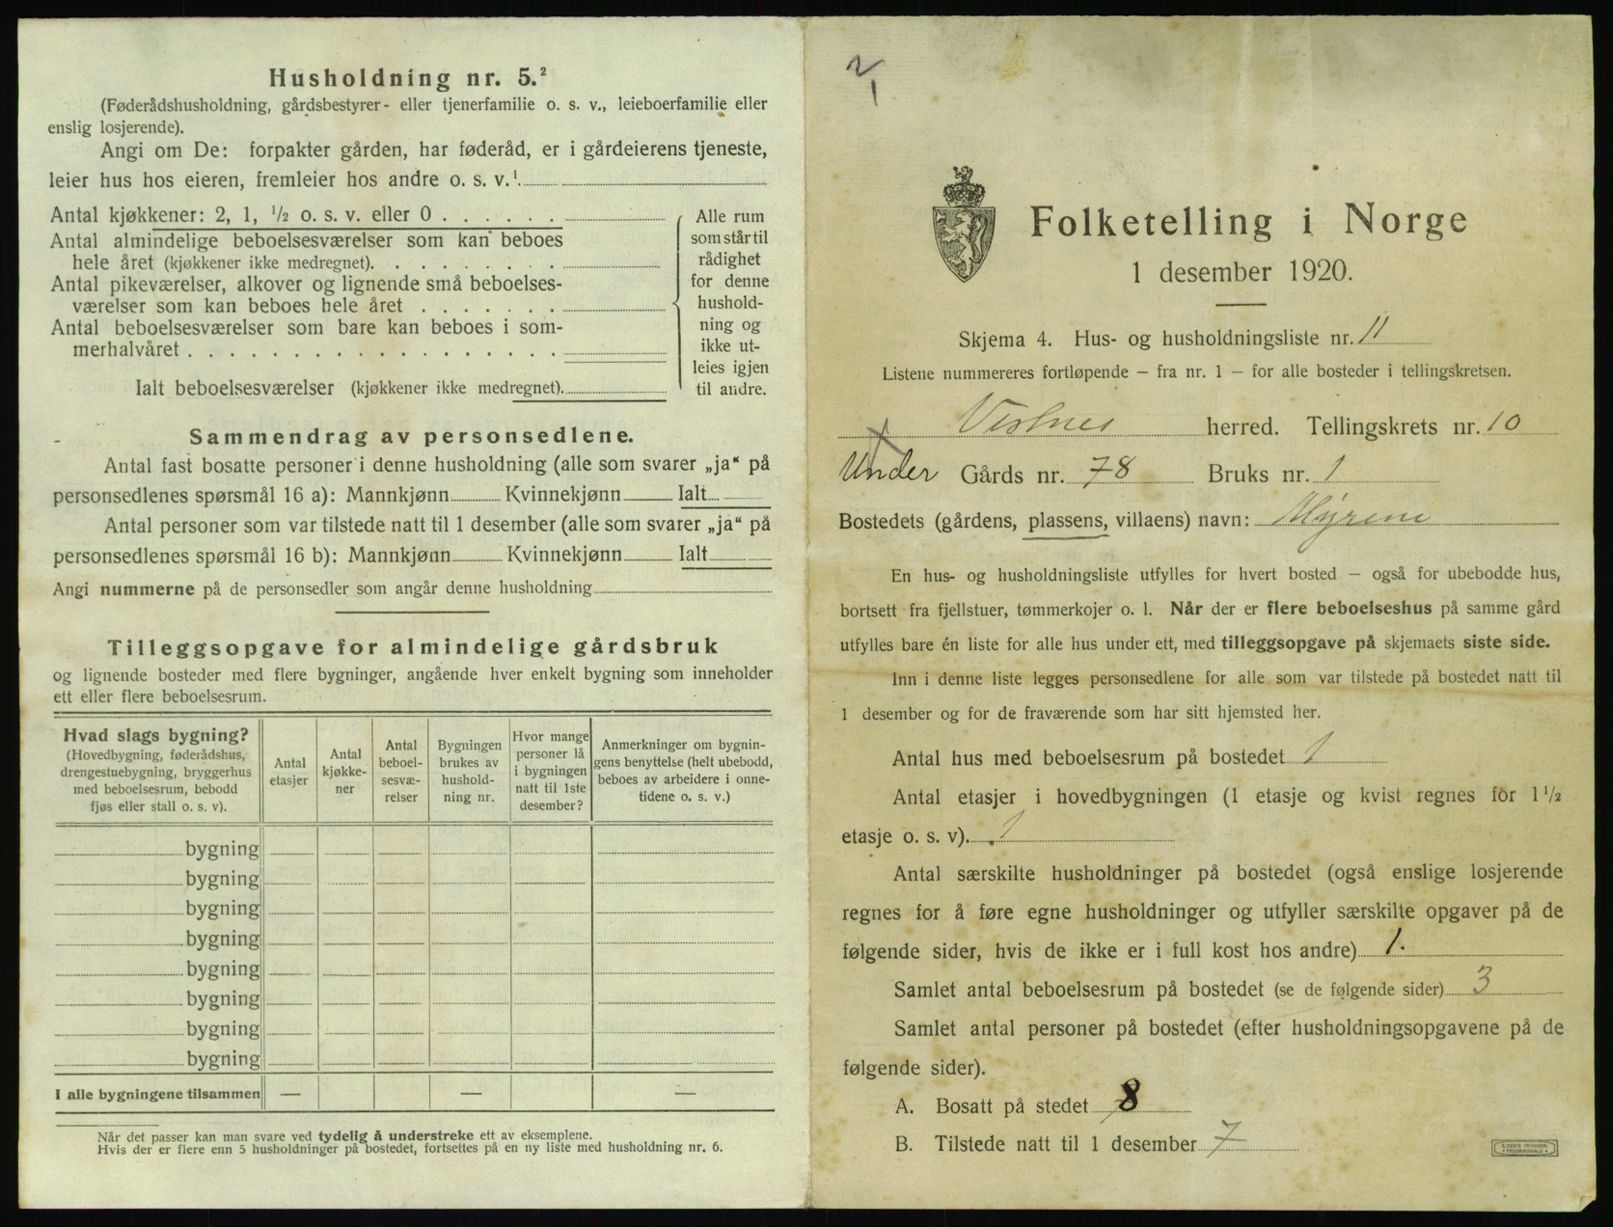 Husholdning nr. 5.²
(Føderådshusholdning, gårdsbestyrer- eller tjenerfamilie o. s. v., leieboerfamilie eller
enslig losjerende).
Angi om De: forpakter gården, har føderåd, er i gårdeierens tjeneste,
leier hus hos eieren, fremleier hos andre o. s. v.¹
Antal kjøkkener: 2, 1, ½ o. s. v. eller 0 . . . . . .
Antal almindelige beboelsesværelser som kan beboes
hele året (kjøkkener ikke medregnet). . . . . . . . .
Antal pikeværelser, alkover og lignende små beboelses-
værelser som kan beboes hele året . . . . . . .
Antal beboelsesværelser som bare kan beboes i som-
merhalvåret . . . . . . . . . . . . . . . . . .
Ialt beboelsesværelser (kjøkkener ikke medregnet).
Alle rum
som står til
rådighet
for denne
hushold-
ning og
ikke ut-
leies igjen
til andre.
Sammendrag av personsedlene.
Antal fast bosatte personer i denne husholdning (alle som svarer „ja“ på
personsedlenes spørsmål 16 a): Mannkjønn Kvinnekjønn Ialt
Antal personer som var tilstede natt til 1 desember (alle som svarer „ja“ på
personsedlenes spørsmål 16 b): Mannkjønn Kvinnekjønn Ialt
Angi nummerne på de personsedler som angår denne husholdning
Tilleggsopgave for almindelige gårdsbruk
og lignende bosteder med flere bygninger, angående hver enkelt bygning som inneholder
ett eller flere beboelsesrum.
Hvad slags bygning?
(Hovedbygning, føderådshus,
drengestuebygning, bryggerhus
med beboelsesrum, bebodd
fjøs eller stall o. s. v).
Antal
etasjer
Antal
kjøkke-
ner
Antal
beboel-
sesvæ-
relser
Bygningen
brukes av
hushold-
ning nr.
Hvor mange
personer lå
i bygningen
natt til 1ste
desember?
Anmerkninger om bygnin-
gens benyttelse (helt ubebodd,
beboes av arbeidere i onne-
tidene o. s. v.)
bygning
bygning
bygning
bygning
bygning
bygning
bygning
bygning
I alle bygningene tilsammen — — —
Når det passer kan man svare ved tydelig å understreke ett av eksemplene.
Hvis der er flere enn 5 husholdninger på bostedet, fortsettes på en ny liste med husholdning nr. 6.
Folketelling i Norge
1 desember 1920.
Skjema 4. Hus- og husholdningsliste nr. 11
Listene nummereres fortløpende — fra nr. 1 — for alle bosteder i tellingskretsen.
Vestnes herred. Tellingskrets nr. 10
Under Gårds nr. 78 Bruks nr. 1
Bostedets (gårdens, plassens, villaens) navn: Myrene
En hus- og husholdningsliste utfylles for hvert bosted — også for ubebodde hus,
bortsett fra fjellstuer, tømmerkojer o. l. Når der er flere beboelseshus på samme gård
utfylles bare én liste for alle hus under ett, med tilleggsopgave på skjemaets siste side.
Inn i denne liste legges personsedlene for alle som var tilstede på bostedet natt til
1 desember og for de fraværende som har sitt hjemsted her.
Antal hus med beboelsesrum på bostedet 1
Antal etasjer i hovedbygningen (1 etasje og kvist regnes for 1½
etasje o. s. v). 1
Antal særskilte husholdninger på bostedet (også enslige losjerende
regnes for å føre egne husholdninger og utfyller særskilte opgaver på de
følgende sider, hvis de ikke er i full kost hos andre) 1.
Samlet antal beboelsesrum på bostedet (se de følgende sider) 3
Samlet antal personer på bostedet (efter husholdningsopgavene på de
følgende sider).
A. Bosatt på stedet 8
B. Tilstede natt til 1 desember 7